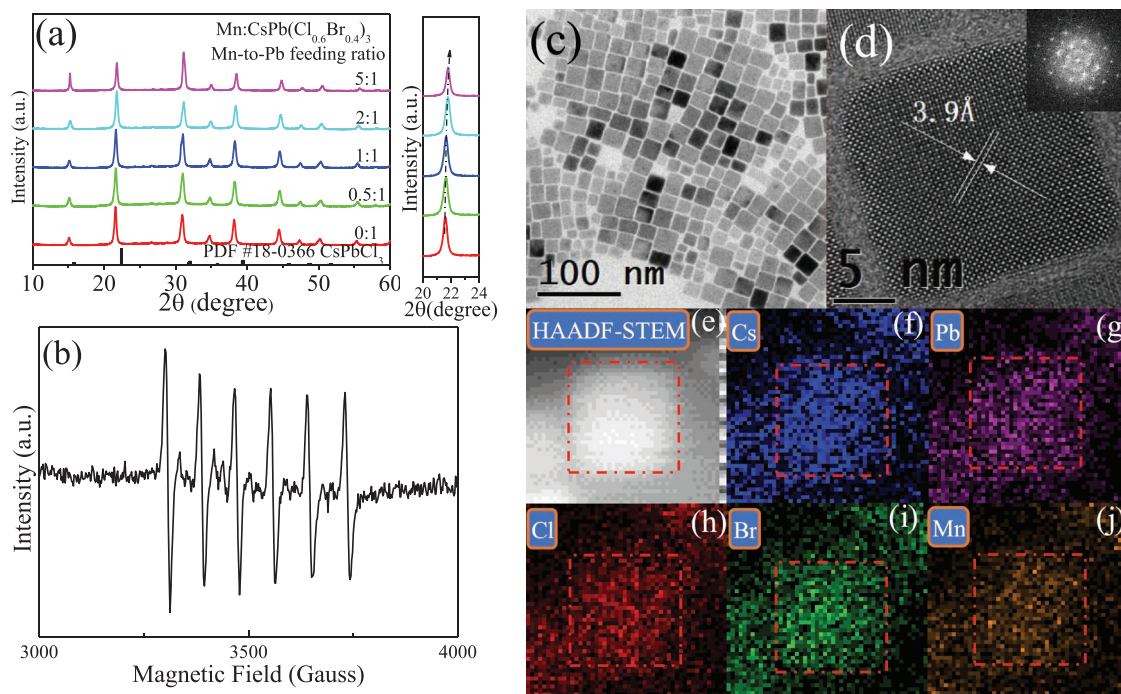 (a)
Mn:CsPb(Cl0.6Br0.4)3
Mn-to-Pb feeding ratio
5:1
2:1
1:1
0.5:1
0:1
PDF #18-0366 CsPbCl3
Intensity (a.u.)
10 20 30 40 50 60
2θ (degree)
Intensity (a.u.)
20 22 24
2θ(degree)
(b)
Intensity (a.u.)
3000 3500 4000
Magnetic Field (Gauss)
(c)
100 nm
(d)
3.9Å
5 nm
HAADF-STEM (e)
Cs (f)
Pb (g)
Cl (h)
Br (i)
Mn (j)